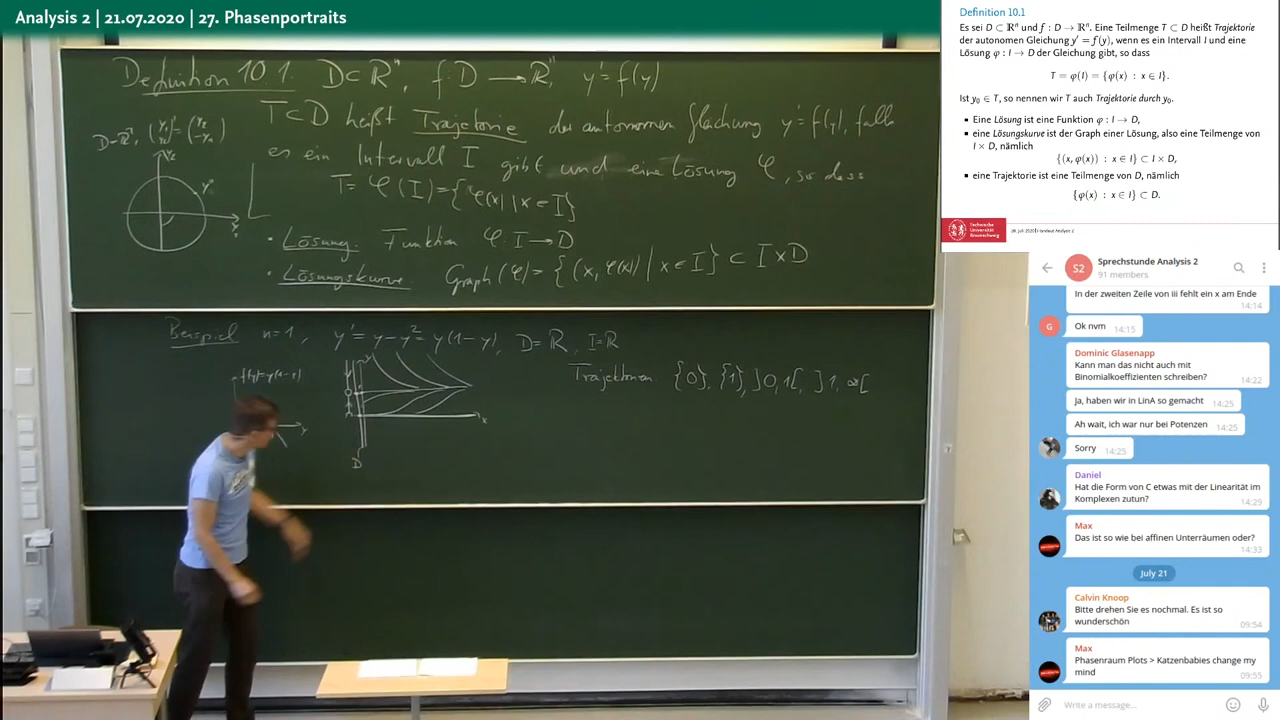 Analysis 2 | 21.07.2020 | 27. Phasenportraits
Definition 10.1. D⊂ℝⁿ, f: D → ℝⁿ, y' = f(y)
T⊂D heißt Trajektorie der autonomen Gleichung y' = f(y), falls
es ein Intervall I gibt und eine Lösung φ, so dass
T = φ(I) = {φ(x) | x ∈ I}
• Lösung: Funktion φ: I → D
• Lösungskurve Graph(φ) = {(x, φ(x)) | x ∈ I} ⊂ I x D
D=ℝ², (y₁ y₂)' = (y₂ -y₁)
y₂
Beispiel n=1, y' = y-y² = y(1-y), D=ℝ, I=ℝ
Trajektorien {0}, {1}, ]0,1[, ]1,∞[
f(y)=y(1-y)
y
x
D
Definition 10.1
Es sei D ⊂ ℝⁿ und f : D → ℝⁿ. Eine Teilmenge T ⊂ D heißt Trajektorie
der autonomen Gleichung y' = f(y), wenn es ein Intervall I und eine
Lösung φ : I → D der Gleichung gibt, so dass
T = φ(I) = {φ(x) : x ∈ I}.
Ist y₀ ∈ T, so nennen wir T auch Trajektorie durch y₀.
▪ Eine Lösung ist eine Funktion φ : I → D,
▪ eine Lösungskurve ist der Graph einer Lösung, also eine Teilmenge von
I × D, nämlich
{(x, φ(x)) : x ∈ I} ⊂ I × D,
▪ eine Trajektorie ist eine Teilmenge von D, nämlich
{φ(x) : x ∈ I} ⊂ D.
Technische
Universität
Braunschweig
S2
Sprechstunde Analysis 2
91 members
In der zweiten Zeile von iii fehlt ein x am Ende
14:14
G
Ok nvm 14:15
Dominic Glasenapp
Kann man das nicht auch mit
Binomialkoeffizienten schreiben?
14:22
Ja, haben wir in LinA so gemacht 14:25
Ah wait, ich war nur bei Potenzen 14:25
Sorry 14:25
Daniel
Hat die Form von C etwas mit der Linearität im
Komplexen zutun? 14:29
Max
Das ist so wie bei affinen Unterräumen oder?
14:33
July 21
Calvin Knoop
Bitte drehen Sie es nochmal. Es ist so
wunderschön 09:54
Max
Phasenraum Plots > Katzenbabies change my
mind 09:55
Write a message...